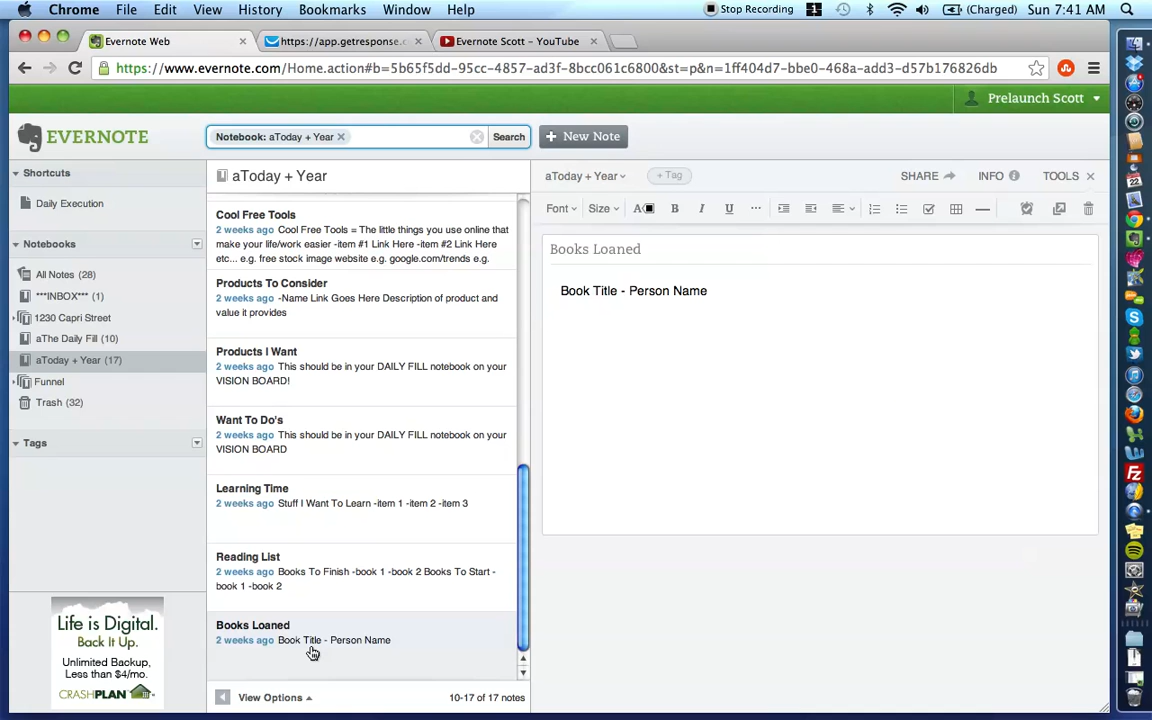 Chrome File Edit View History Bookmarks Window Help Stop Recording 1 (Charged) Sun 7:41 AM
Evernote Web × https://app.getresponse.c × Evernote Scott - YouTube ×
https://www.evernote.com/Home.action#b=5b65f5dd-95cc-4857-ad3f-8bcc061c6800&st=p&n=1ff404d7-bbe0-468a-add3-d57b176826db
Prelaunch Scott
EVERNOTE
Notebook: aToday + Year × Search + New Note
Shortcuts
Daily Execution
Notebooks
All Notes (28)
***INBOX*** (1)
1230 Capri Street
aThe Daily Fill (10)
aToday + Year (17)
Funnel
Trash (32)
Tags
Life is Digital.
Back It Up.
Unlimited Backup,
Less than $4/mo.
CRASHPLAN
aToday + Year
Cool Free Tools
2 weeks ago Cool Free Tools = The little things you use online that
make your life/work easier -item #1 Link Here -item #2 Link Here
etc... e.g. free stock image website e.g. google.com/trends e.g.
Products To Consider
2 weeks ago -Name Link Goes Here Description of product and
value it provides
Products I Want
2 weeks ago This should be in your DAILY FILL notebook on your
VISION BOARD!
Want To Do's
2 weeks ago This should be in your DAILY FILL notebook on your
VISION BOARD
Learning Time
2 weeks ago Stuff I Want To Learn -item 1 -item 2 -item 3
Reading List
2 weeks ago Books To Finish -book 1 -book 2 Books To Start -
book 1 -book 2
Books Loaned
2 weeks ago Book Title - Person Name
View Options 10-17 of 17 notes
aToday + Year + Tag SHARE INFO TOOLS ×
Font Size A B I U ...
Books Loaned
Book Title - Person Name